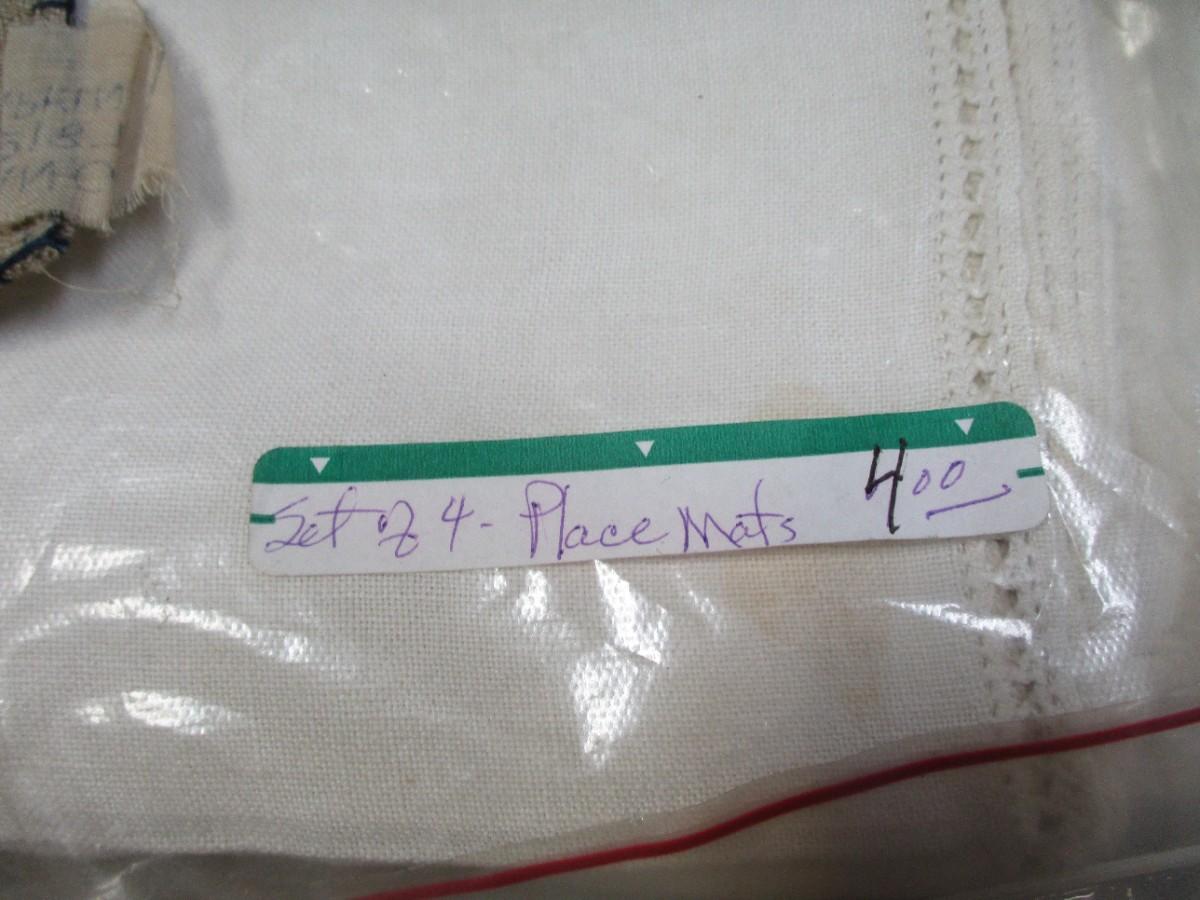 Set of 4 - Place Mats 4 00